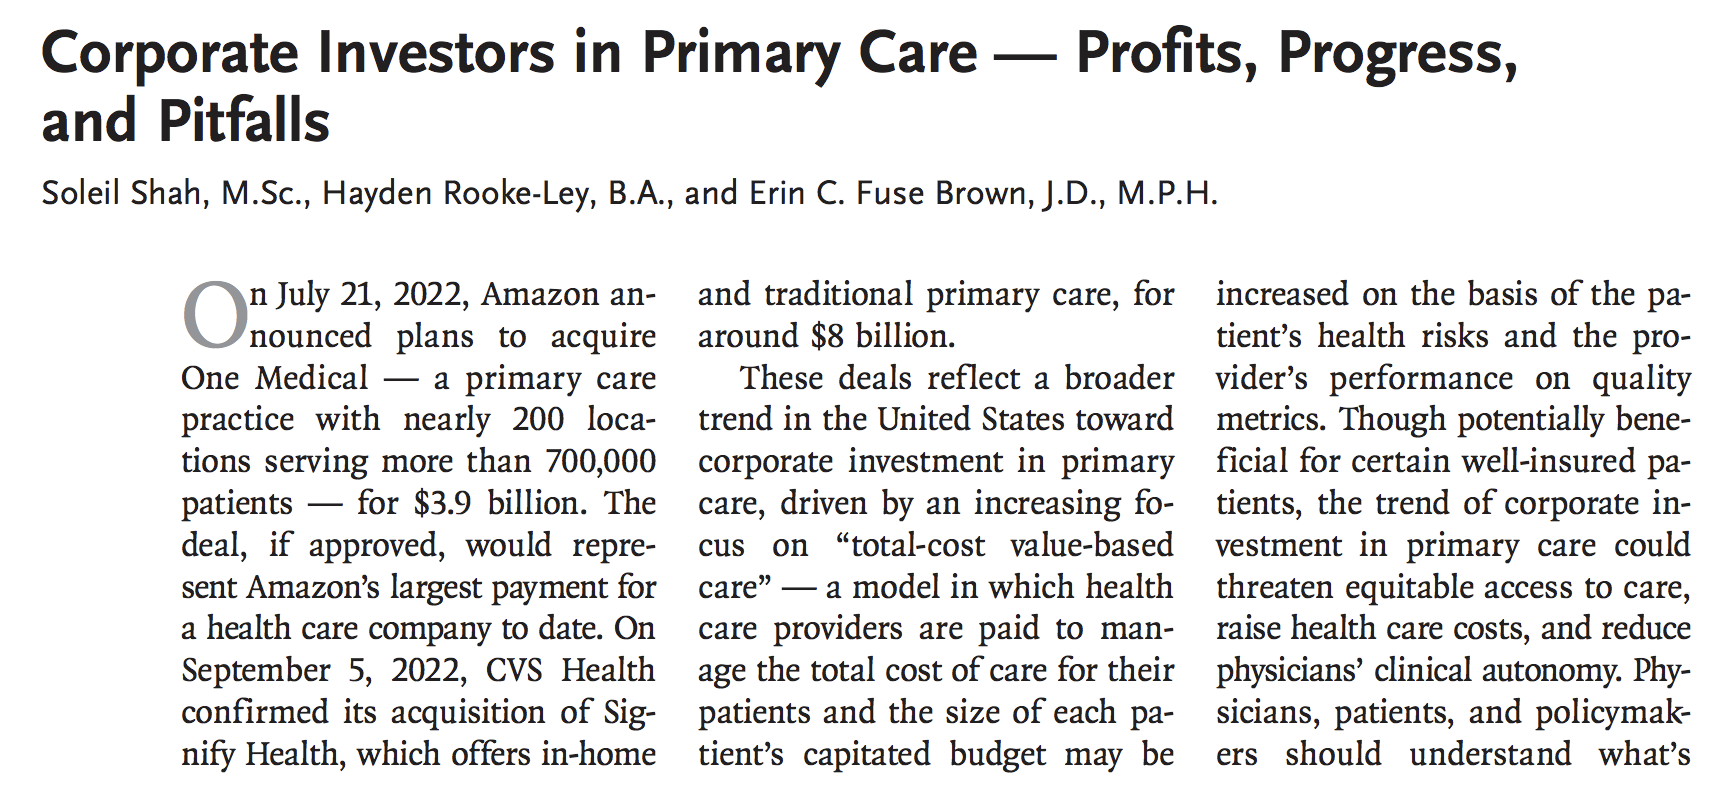 Corporate Investors in Primary Care — Profits, Progress,
and Pitfalls
Soleil Shah, M.Sc., Hayden Rooke-Ley, B.A., and Erin C. Fuse Brown, J.D., M.P.H.
On July 21, 2022, Amazon an-
nounced plans to acquire
One Medical — a primary care
practice with nearly 200 loca-
tions serving more than 700,000
patients — for $3.9 billion. The
deal, if approved, would repre-
sent Amazon’s largest payment for
a health care company to date. On
September 5, 2022, CVS Health
confirmed its acquisition of Sig-
nify Health, which offers in-home
and traditional primary care, for
around $8 billion.
These deals reflect a broader
trend in the United States toward
corporate investment in primary
care, driven by an increasing fo-
cus on “total-cost value-based
care” — a model in which health
care providers are paid to man-
age the total cost of care for their
patients and the size of each pa-
tient’s capitated budget may be
increased on the basis of the pa-
tient’s health risks and the pro-
vider’s performance on quality
metrics. Though potentially bene-
ficial for certain well-insured pa-
tients, the trend of corporate in-
vestment in primary care could
threaten equitable access to care,
raise health care costs, and reduce
physicians’ clinical autonomy. Phy-
sicians, patients, and policymak-
ers should understand what’s